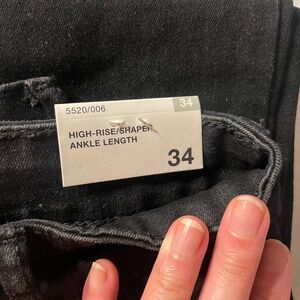 5520/006 34
HIGH-RISE/SHAPER
ANKLE LENGTH
34